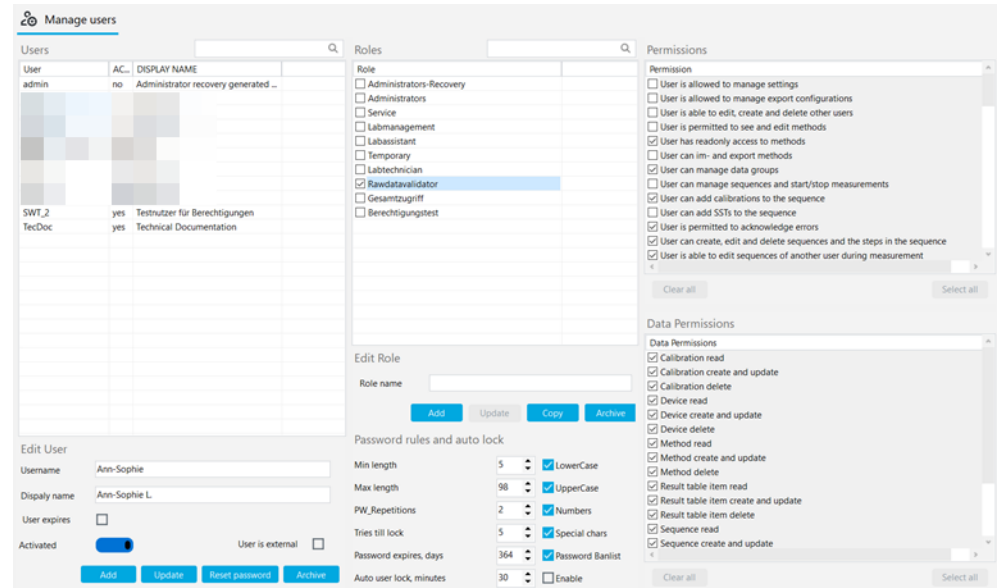 Manage users
Users
User AC... DISPLAY NAME
admin no Administrator recovery generated ...
SWT_2 yes Testnutzer für Berechtigungen
TecDoc yes Technical Documentation
Edit User
Username Ann-Sophie
Dispaly name Ann-Sophie L.
User expires
Activated User is external
Add Update Reset password Archive
Roles
Role
Administrators-Recovery
Administrators
Service
Labmanagement
Labassistant
Temporary
Labtechnician
Rawdatavalidator
Gesamtzugriff
Berechtigungstest
Edit Role
Role name
Add Update Copy Archive
Password rules and auto lock
Min length 5 LowerCase
Max length 98 UpperCase
PW_Repetitions 2 Numbers
Tries till lock 5 Special chars
Password expires, days 364 Password Banlist
Auto user lock, minutes 30 Enable
Permissions
Permission
User is allowed to manage settings
User is allowed to manage export configurations
User is able to edit, create and delete other users
User is permitted to see and edit methods
User has readonly access to methods
User can im- and export methods
User can manage data groups
User can manage sequences and start/stop measurements
User can add calibrations to the sequence
User can add SSTs to the sequence
User is permitted to acknowledge errors
User can create, edit and delete sequences and the steps in the sequence
User is able to edit sequences of another user during measurement
Clear all Select all
Data Permissions
Data Permissions
Calibration read
Calibration create and update
Calibration delete
Device read
Device create and update
Device delete
Method read
Method create and update
Method delete
Result table item read
Result table item create and update
Result table item delete
Sequence read
Sequence create and update
Clear all Select all